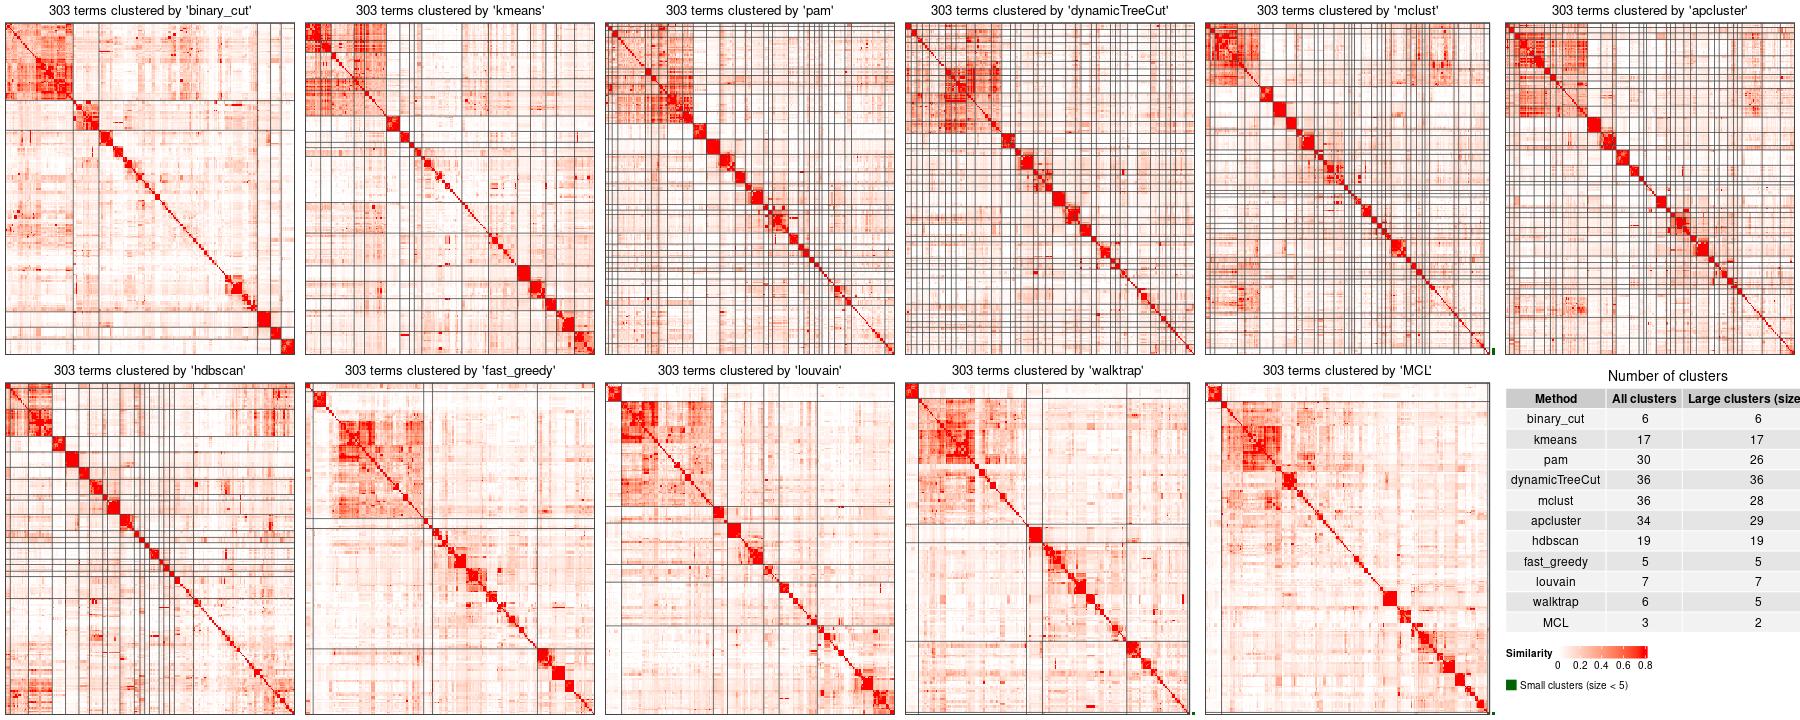 303 terms clustered by 'binary_cut'
303 terms clustered by 'kmeans'
303 terms clustered by 'pam'
303 terms clustered by 'dynamicTreeCut'
303 terms clustered by 'mclust'
303 terms clustered by 'apcluster'
303 terms clustered by 'hdbscan'
303 terms clustered by 'fast_greedy'
303 terms clustered by 'louvain'
303 terms clustered by 'walktrap'
303 terms clustered by 'MCL'
Number of clusters
Method All clusters Large clusters (size
binary_cut 6 6
kmeans 17 17
pam 30 26
dynamicTreeCut 36 36
mclust 36 28
apcluster 34 29
hdbscan 19 19
fast_greedy 5 5
louvain 7 7
walktrap 6 5
MCL 3 2
Similarity
0 0.2 0.4 0.6 0.8
Small clusters (size < 5)